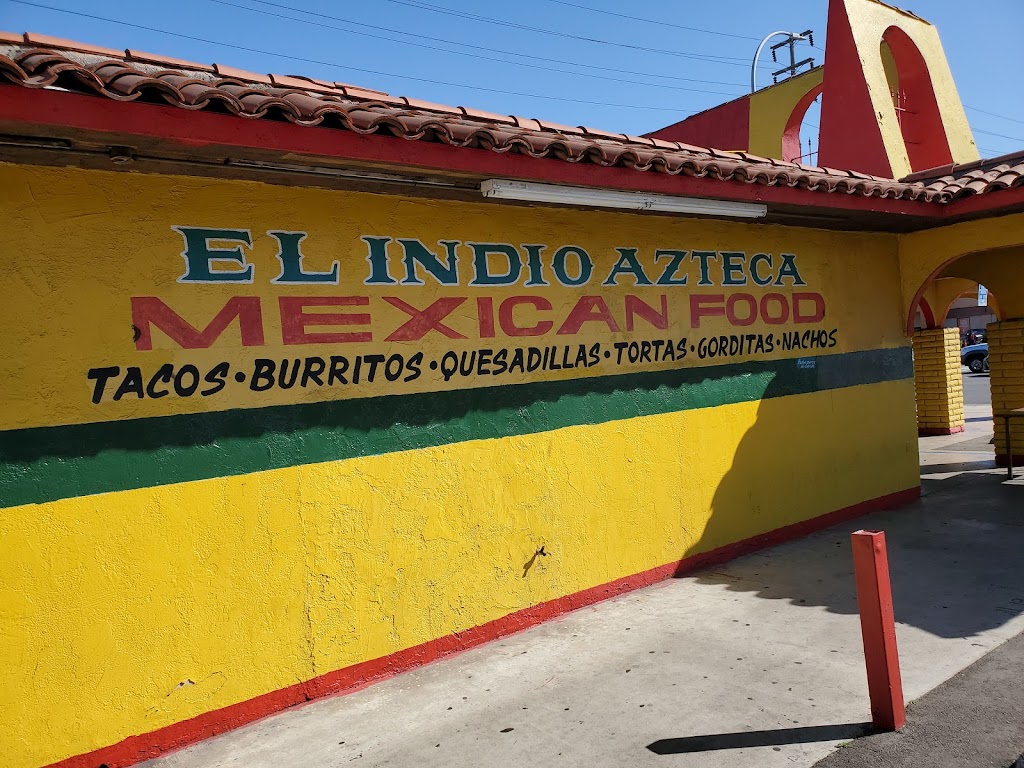 EL INDIO AZTECA
MEXICAN FOOD
TACOS • BURRITOS • QUESADILLAS • TORTAS • GORDITAS • NACHOS